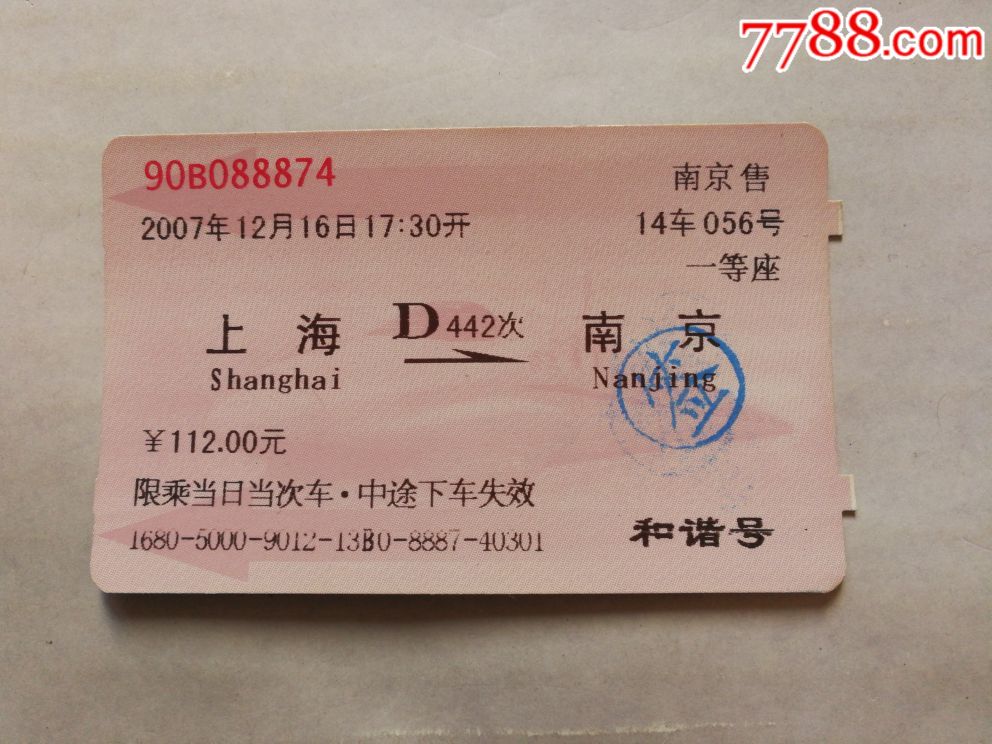 7788.com
90B088874 南京售
2007年12月16日17:30开 14车056号
一等座
上海 D442次 南京
Shanghai Nanjing
￥112.00元
限乘当日当次车·中途下车失效
和谐号
1680-5000-9012-13B0-8887-40301